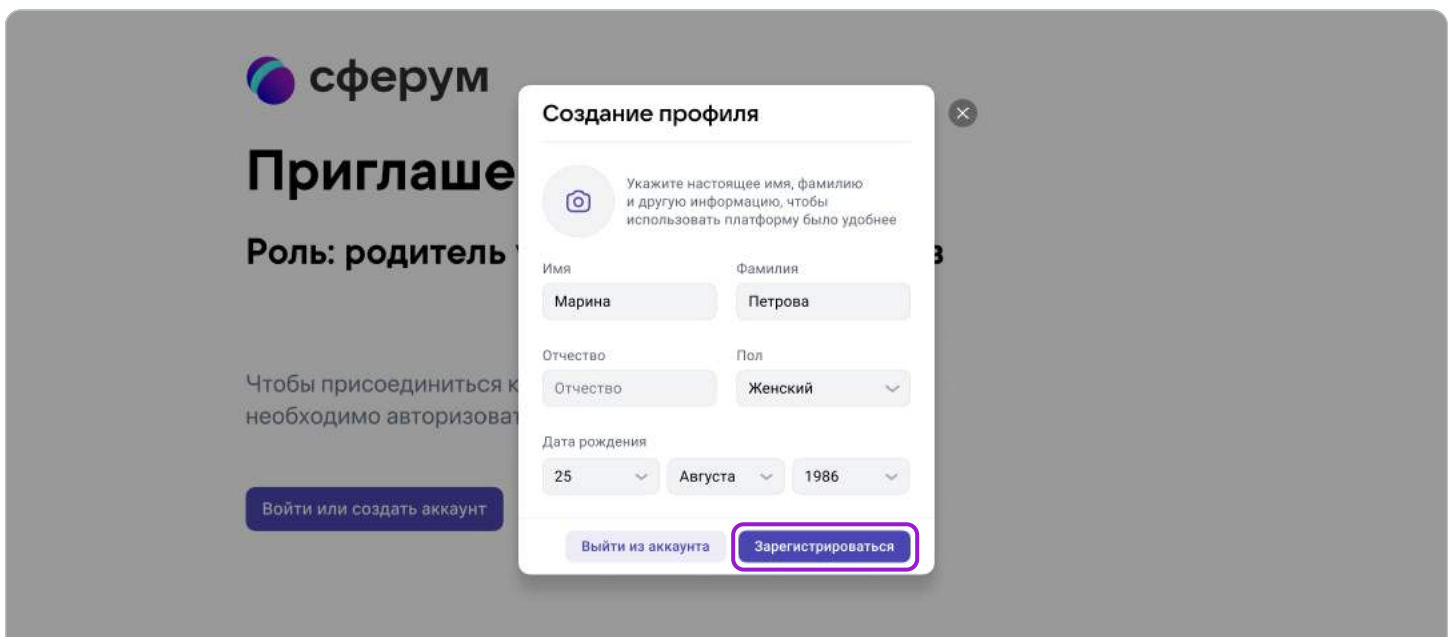 сферум
Создание профиля
Приглаше
Укажите настоящее имя, фамилию
и другую информацию, чтобы
использовать платформу было удобнее
Роль: родитель
Имя
Фамилия
Марина
Петрова
Отчество
Пол
Чтобы присоединиться к
Отчество
Женский
необходимо авторизоват
Дата рождения
25
Августа
1986
Войти или создать аккаунт
Выйти из аккаунта
Зарегистрироваться